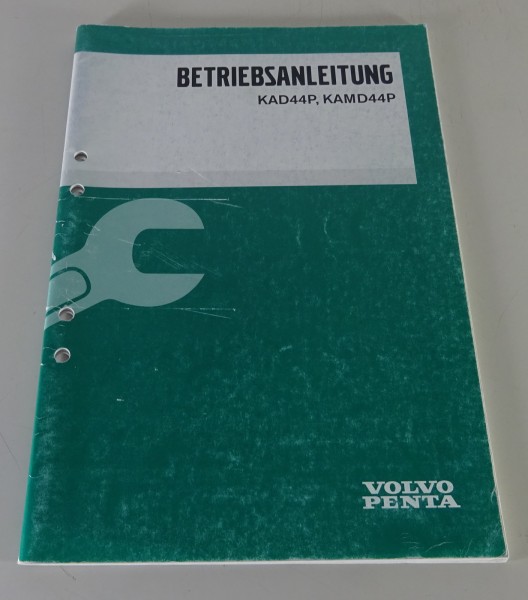 BETRIEBSANLEITUNG
KAD44P, KAMD44P
VOLVO
PENTA